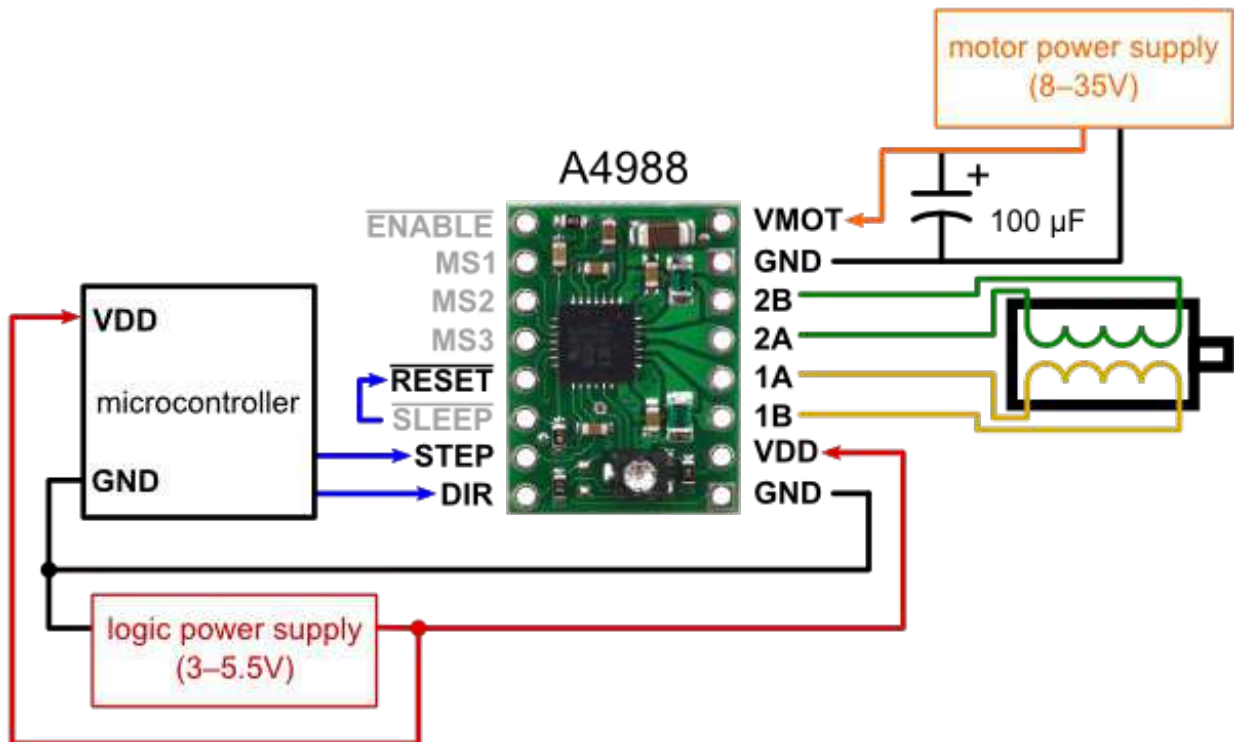 motor power supply
(8–35V)
A4988
ENABLE
MS1
MS2
MS3
RESET
SLEEP
STEP
DIR
VMOT
GND
2B
2A
1A
1B
VDD
GND
+
100 µF
VDD
microcontroller
GND
logic power supply
(3–5.5V)